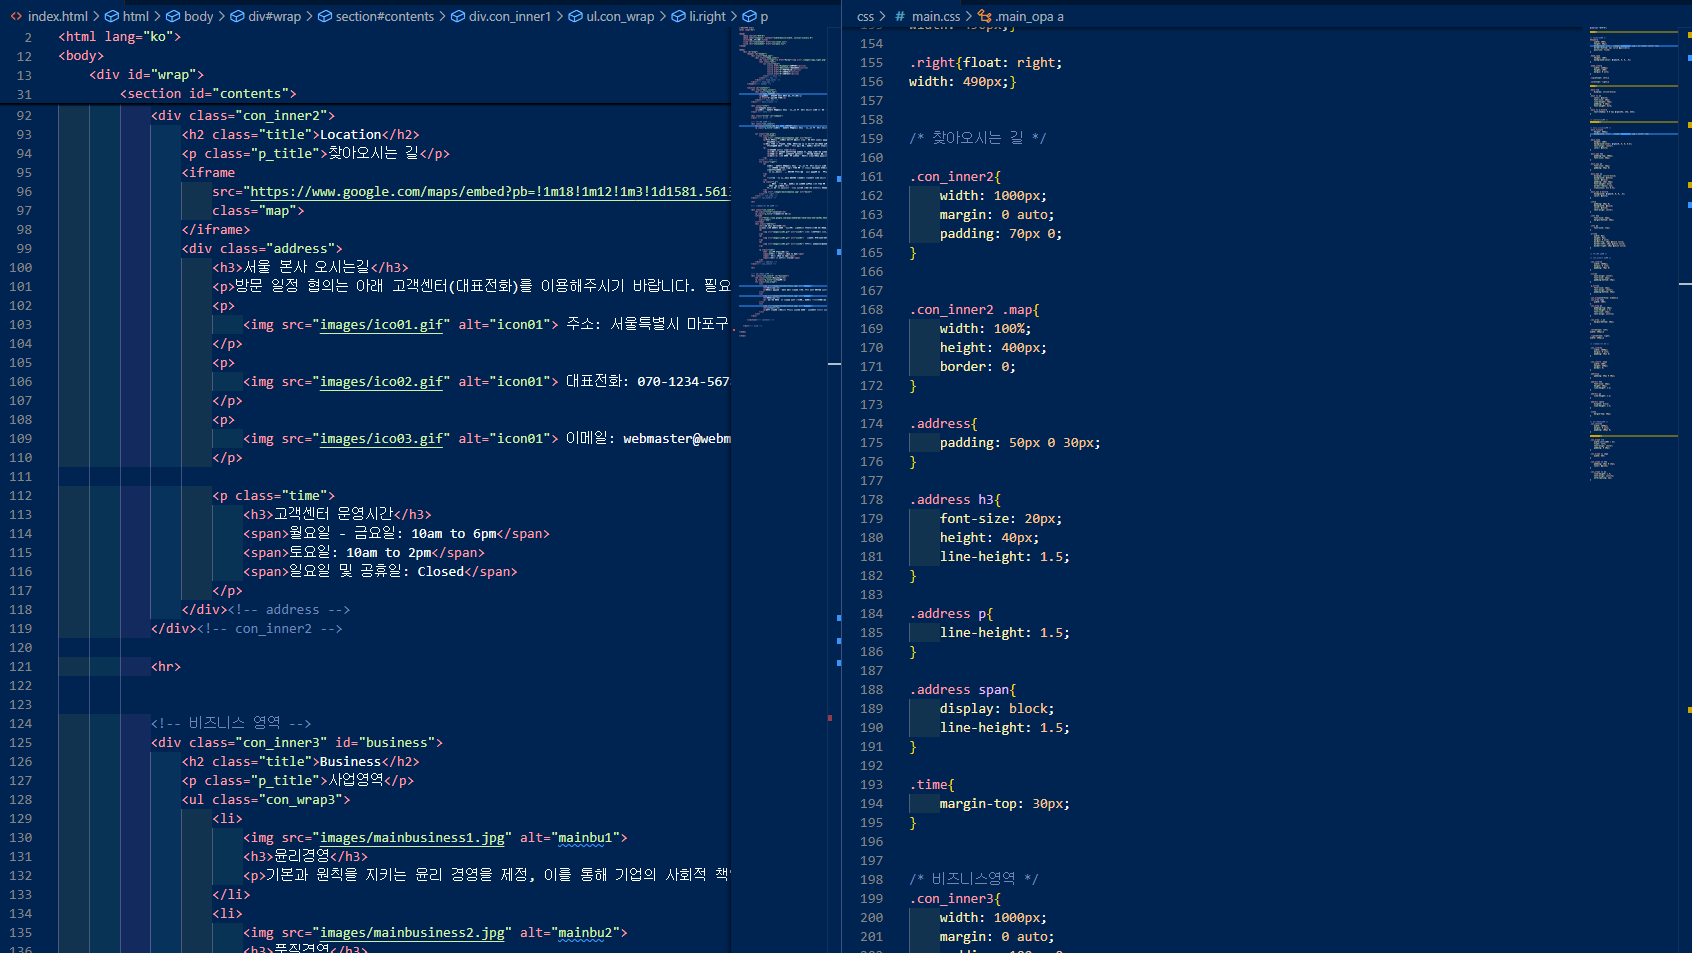 index.html > html > body > div#wrap > section#contents > div.con_inner1 > ul.con_wrap > li.right > p
2 <html lang="ko">
12 <body>
13 <div id="wrap">
31 <section id="contents">
92 <div class="con_inner2">
93 <h2 class="title">Location</h2>
94 <p class="p_title">찾아오시는 길</p>
95 <iframe
96 src="https://www.google.com/maps/embed?pb=!1m18!1m12!1m3!1d1581.561
97 class="map">
98 </iframe>
99 <div class="address">
100 <h3>서울 본사 오시는길</h3>
101 <p>방문 일정 협의는 아래 고객센터(대표전화)를 이용해주시기 바랍니다. 필요
102 <p>
103 <img src="images/ico01.gif" alt="icon01"> 주소: 서울특별시 마포구
104 </p>
105 <p>
106 <img src="images/ico02.gif" alt="icon01"> 대표전화: 070-1234-567
107 </p>
108 <p>
109 <img src="images/ico03.gif" alt="icon01"> 이메일: webmaster@webm
110 </p>
111
112 <p class="time">
113 <h3>고객센터 운영시간</h3>
114 <span>월요일 - 금요일: 10am to 6pm</span>
115 <span>토요일: 10am to 2pm</span>
116 <span>일요일 및 공휴일: Closed</span>
117 </p>
118 </div><!-- address -->
119 </div><!-- con_inner2 -->
120
121 <hr>
122
123
124 <!-- 비즈니스 영역 -->
125 <div class="con_inner3" id="business">
126 <h2 class="title">Business</h2>
127 <p class="p_title">사업영역</p>
128 <ul class="con_wrap3">
129 <li>
130 <img src="images/mainbusiness1.jpg" alt="mainbu1">
131 <h3>윤리경영</h3>
132 <p>기본과 원칙을 지키는 윤리 경영을 제정, 이를 통해 기업의 사회적 책
133 </li>
134 <li>
135 <img src="images/mainbusiness2.jpg" alt="mainbu2">
136 <h3>품질경영</h3>
css > # main.css > .main_opa a
154
155 .right{float: right;
156 width: 490px;}
157
158
159 /* 찾아오시는 길 */
160
161 .con_inner2{
162 width: 1000px;
163 margin: 0 auto;
164 padding: 70px 0;
165 }
166
167
168 .con_inner2 .map{
169 width: 100%;
170 height: 400px;
171 border: 0;
172 }
173
174 .address{
175 padding: 50px 0 30px;
176 }
177
178 .address h3{
179 font-size: 20px;
180 height: 40px;
181 line-height: 1.5;
182 }
183
184 .address p{
185 line-height: 1.5;
186 }
187
188 .address span{
189 display: block;
190 line-height: 1.5;
191 }
192
193 .time{
194 margin-top: 30px;
195 }
196
197
198 /* 비즈니스영역 */
199 .con_inner3{
200 width: 1000px;
201 margin: 0 auto;